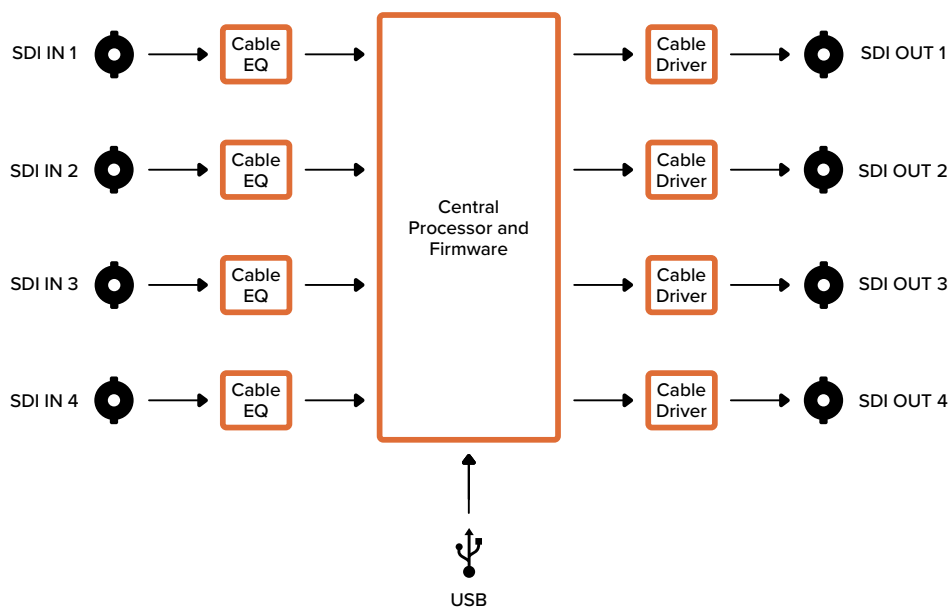 SDI IN 1
Cable
EQ
Cable
Driver
SDI OUT 1
SDI IN 2
Cable
EQ
Cable
Driver
SDI OUT 2
Central
Processor and
Firmware
SDI IN 3
Cable
EQ
Cable
Driver
SDI OUT 3
SDI IN 4
Cable
EQ
Cable
Driver
SDI OUT 4
USB